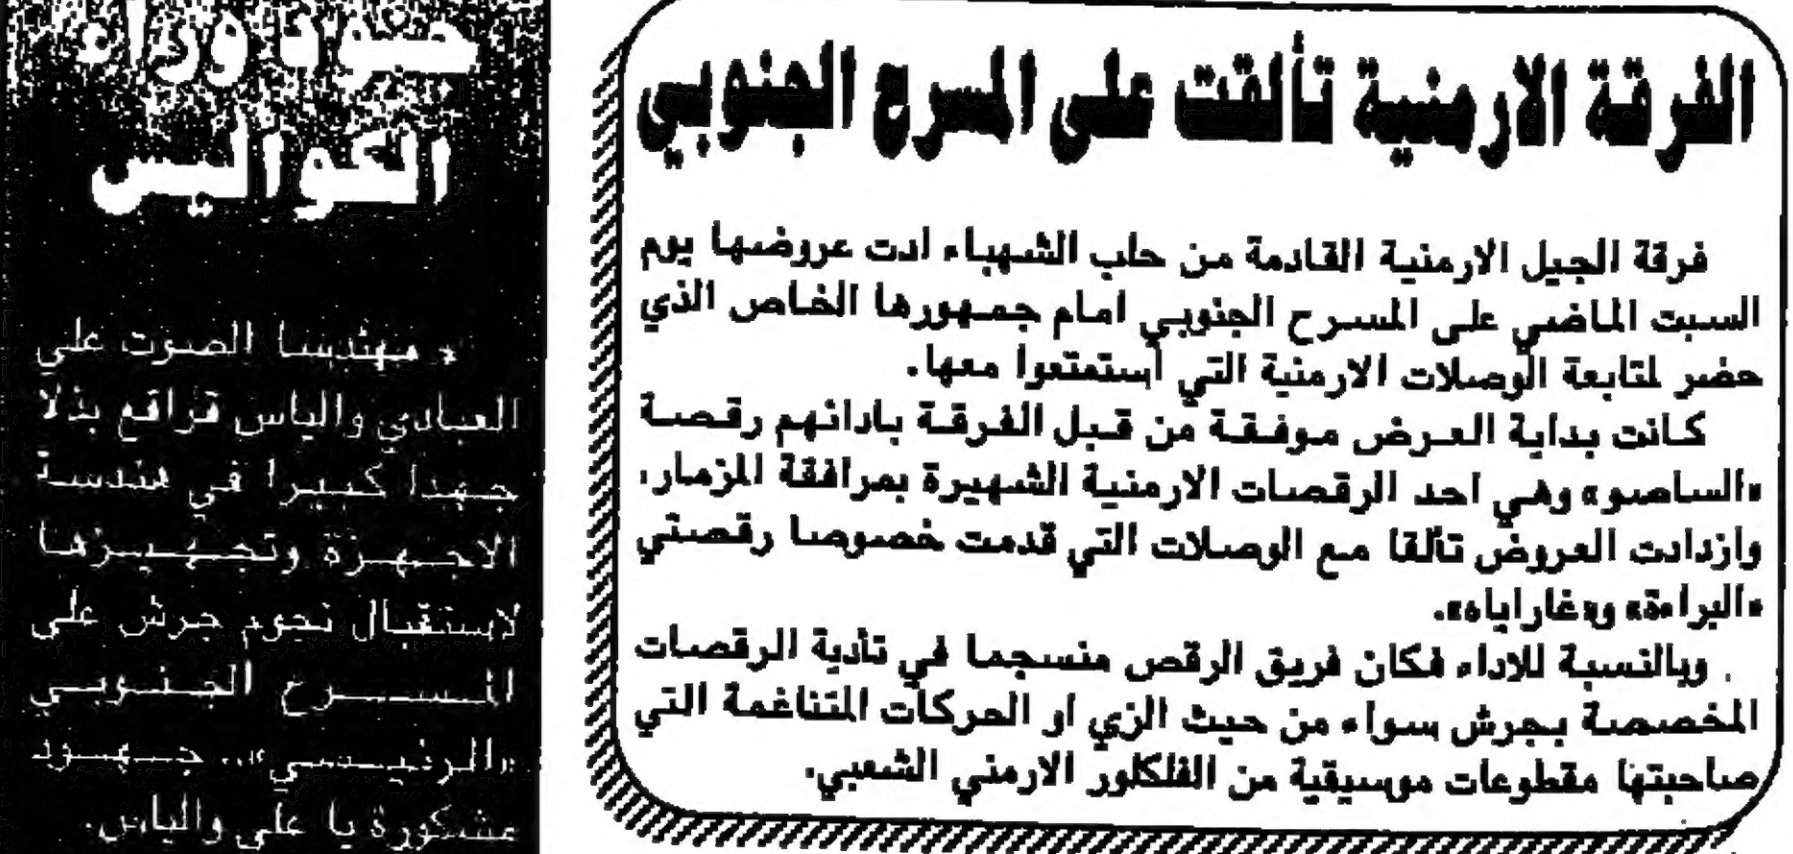 الفرقة الارمنية تألقت على المسرح الجنوبي
فرقة الجيل الارمنية القادمة من حلب الشهباء ادت عروضها يوم
السبت الماضي على المسرح الجنوبي امام جمهورها الخاص الذي
حضر لمتابعة الوصلات الارمنية التي استمتعوا معها.
كانت بداية العرض موفقة من قبل الفرقة بادائهم رقصة
«الساصو» وهي احد الرقصات الارمنية الشهيرة بمرافقة المزمار،
وازدادت العروض تألقا مع الوصلات التي قدمت خصوصا رقصتي
«البراءة» و«غاراياه».
وبالنسبة للاداء فكان فريق الرقص منسجما في تأدية الرقصات
المخصصة بجرش سواء من حيث الزي او الحركات المتناغمة التي
صاحبتها مقطوعات موسيقية من الفلكلور الارمني الشعبي.
وراء
الكواليس
* مهندسا الصوت علي
العبادي والياس قراقع بذلا
جهدا كبيرا في هندسة
الاجهزة وتجهيزها
لاستقبال نجوم جرش على
المسرح الجنوبي
«الرئيسي».. جهود
مشكورة يا علي والياس.